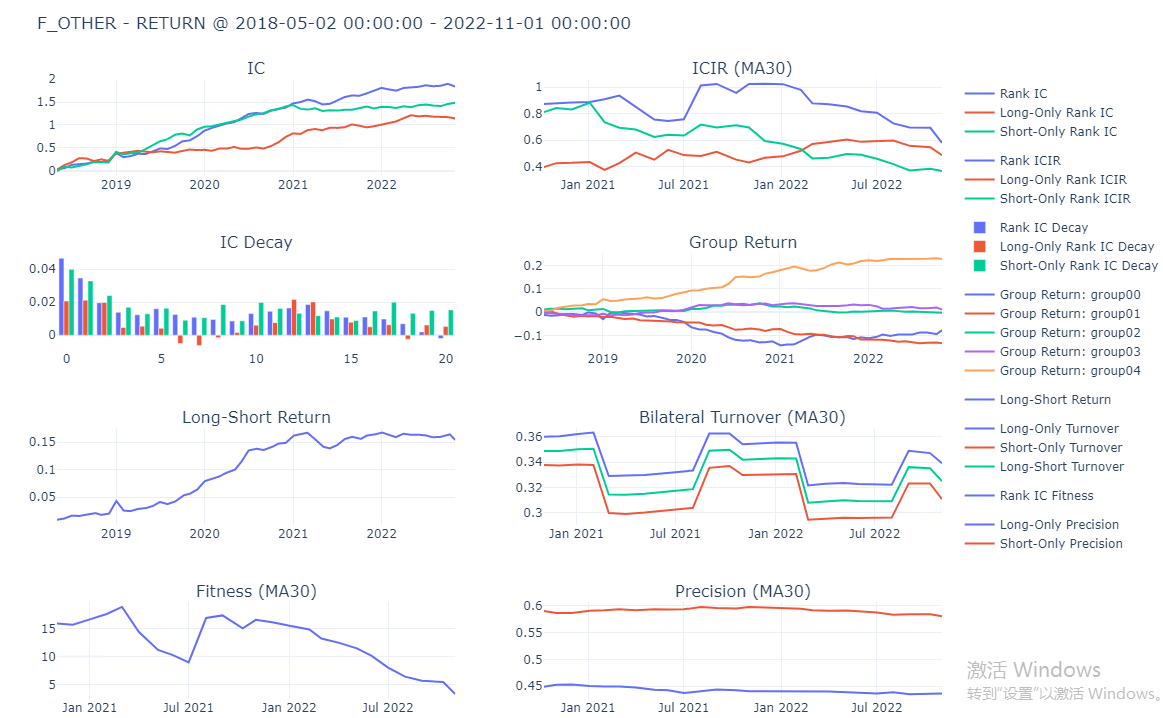 F_OTHER - RETURN @ 2018-05-02 00:00:00 - 2022-11-01 00:00:00
IC
2
1.5
1
0.5
0
2019
2020
2021
2022
ICIR (MA30)
1
0.8
0.6
0.4
Jan 2021
Jul 2021
Jan 2022
Jul 2022
IC Decay
0.04
0.02
0
0
5
10
15
20
Group Return
0.2
0.1
0
−0.1
2019
2020
2021
2022
Long-Short Return
0.15
0.1
0.05
2019
2020
2021
2022
Bilateral Turnover (MA30)
0.36
0.34
0.32
0.3
Jan 2021
Jul 2021
Jan 2022
Jul 2022
Fitness (MA30)
15
10
5
Jan 2021
Jul 2021
Jan 2022
Jul 2022
Precision (MA30)
0.6
0.55
0.5
0.45
Jan 2021
Jul 2021
Jan 2022
Jul 2022
Rank IC
Long-Only Rank IC
Short-Only Rank IC
Rank ICIR
Long-Only Rank ICIR
Short-Only Rank ICIR
Rank IC Decay
Long-Only Rank IC Decay
Short-Only Rank IC Decay
Group Return: group00
Group Return: group01
Group Return: group02
Group Return: group03
Group Return: group04
Long-Short Return
Long-Only Turnover
Short-Only Turnover
Long-Short Turnover
Rank IC Fitness
Long-Only Precision
Short-Only Precision
激活 Windows
转到"设置"以激活 Windows。